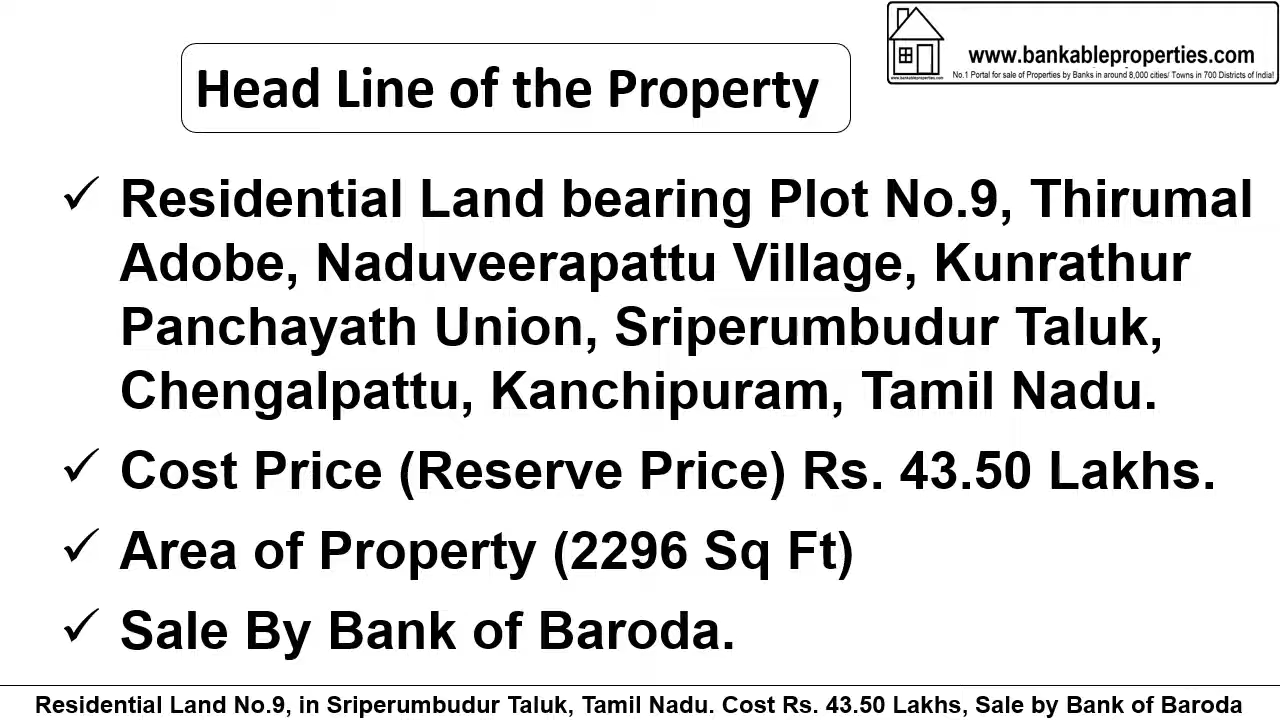 www.bankableproperties.com
No.1 Portal for sale of Properties by Banks in around 8,000 cities/ Towns in 700 Districts of India!
www.bankableproperties.com
Head Line of the Property
✓ Residential Land bearing Plot No.9, Thirumal
Adobe, Naduveerapattu Village, Kunrathur
Panchayath Union, Sriperumbudur Taluk,
Chengalpattu, Kanchipuram, Tamil Nadu.
✓ Cost Price (Reserve Price) Rs. 43.50 Lakhs.
✓ Area of Property (2296 Sq Ft)
✓ Sale By Bank of Baroda.
Residential Land No.9, in Sriperumbudur Taluk, Tamil Nadu. Cost Rs. 43.50 Lakhs, Sale by Bank of Baroda